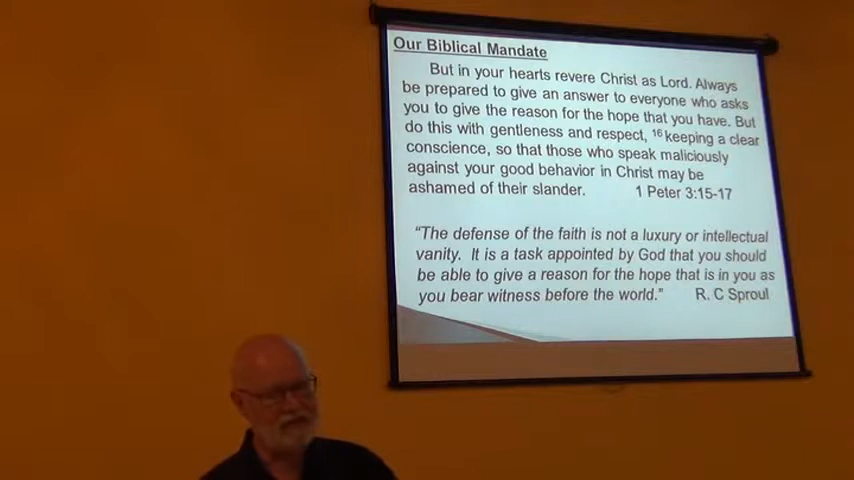 Our Biblical Mandate
But in your hearts revere Christ as Lord. Always
be prepared to give an answer to everyone who asks
you to give the reason for the hope that you have. But
do this with gentleness and respect, 16 keeping a clear
conscience, so that those who speak maliciously
against your good behavior in Christ may be
ashamed of their slander. 1 Peter 3:15-17
“The defense of the faith is not a luxury or intellectual
vanity. It is a task appointed by God that you should
be able to give a reason for the hope that is in you as
you bear witness before the world.” R. C Sproul